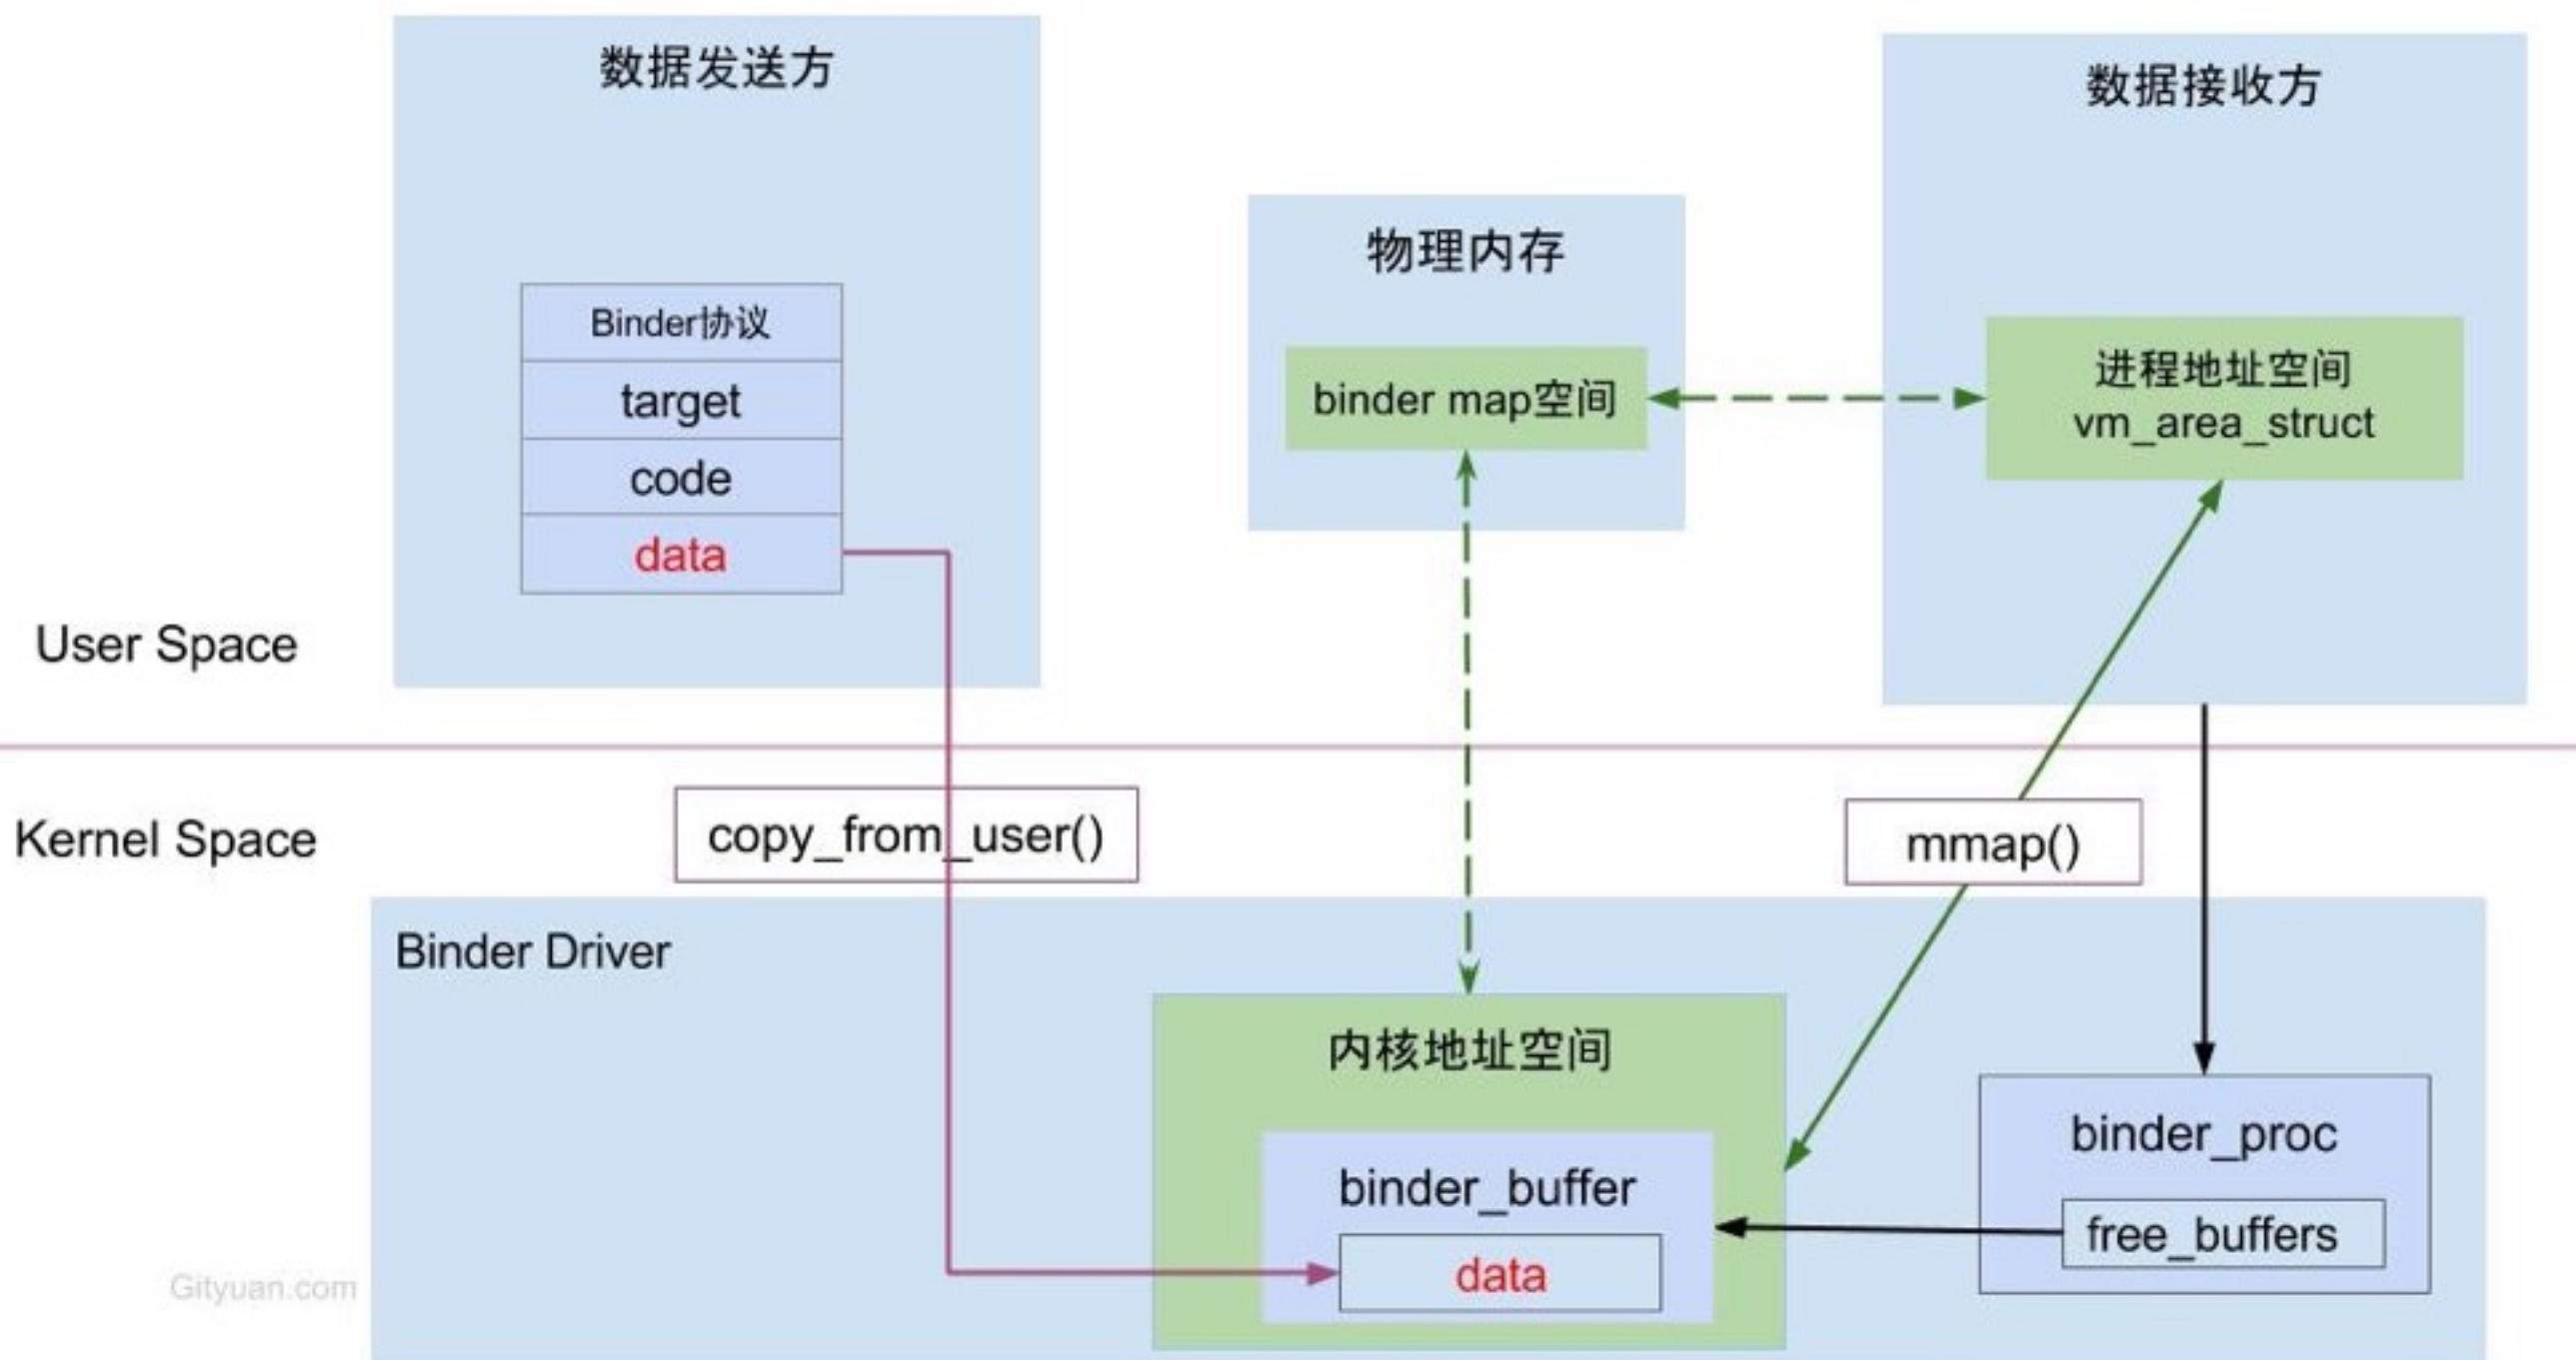 数据发送方
数据接收方
物理内存
Binder协议
target
code
data
binder map空间
进程地址空间
vm_area_struct
User Space
Kernel Space
copy_from_user()
mmap()
Binder Driver
内核地址空间
binder_buffer
data
binder_proc
free_buffers
Gityuan.com